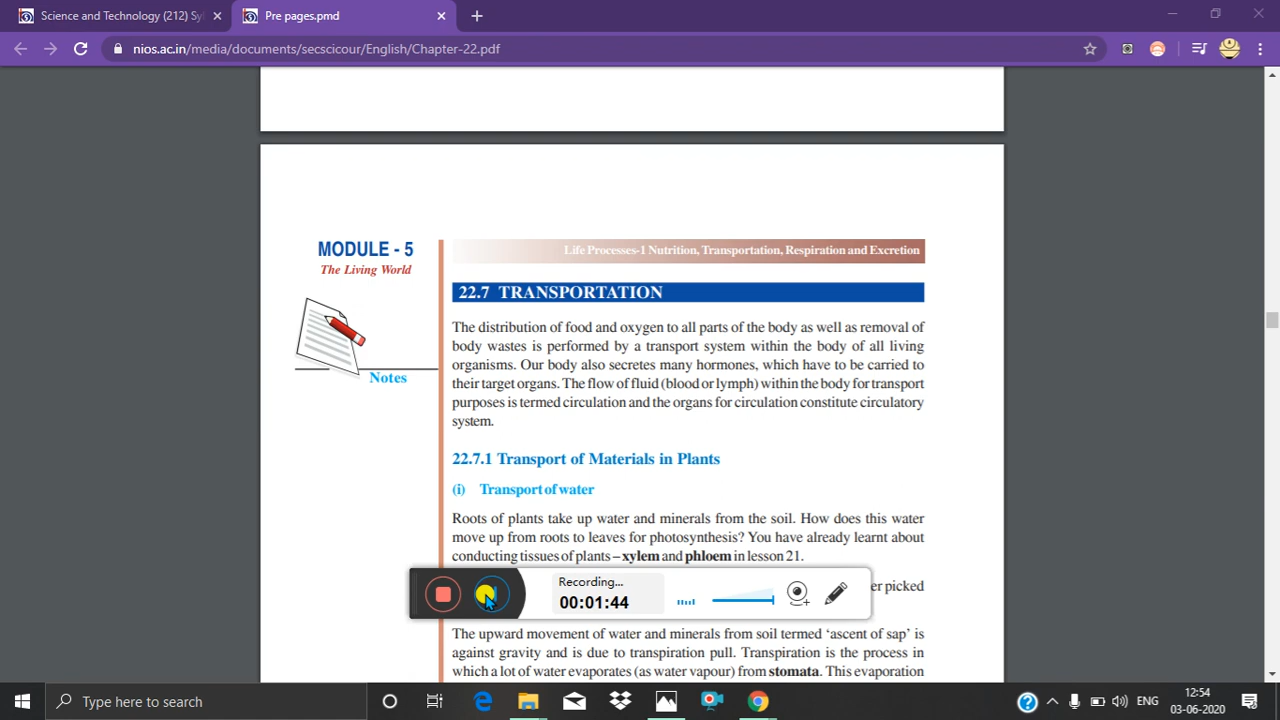 Science and Technology (212) Sy
Pre pages.pmd
nios.ac.in/media/documents/secscicour/English/Chapter-22.pdf
MODULE - 5
The Living World
Notes
Life Processes-1 Nutrition, Transportation, Respiration and Excretion
22.7 TRANSPORTATION
The distribution of food and oxygen to all parts of the body as well as removal of
body wastes is performed by a transport system within the body of all living
organisms. Our body also secretes many hormones, which have to be carried to
their target organs. The flow of fluid (blood or lymph) within the body for transport
purposes is termed circulation and the organs for circulation constitute circulatory
system.
22.7.1 Transport of Materials in Plants
(i) Transport of water
Roots of plants take up water and minerals from the soil. How does this water
move up from roots to leaves for photosynthesis? You have already learnt about
conducting tissues of plants – xylem and phloem in lesson 21.
er picked
Recording...
00:01:44
The upward movement of water and minerals from soil termed ‘ascent of sap’ is
against gravity and is due to transpiration pull. Transpiration is the process in
which a lot of water evaporates (as water vapour) from stomata. This evaporation
Type here to search
ENG
12:54
03-06-2020